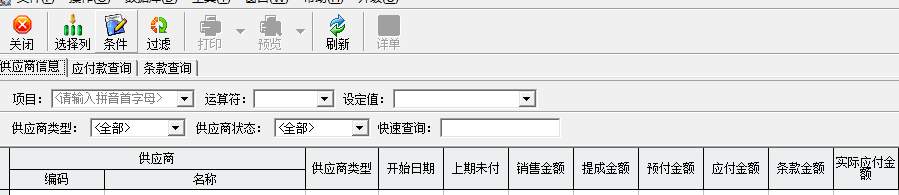 关闭 选择列 条件 过滤 打印 预览 刷新 详单
供应商信息 应付款查询 条款查询
项目： <请输入拼音首字母> 运算符： 设定值：
供应商类型： <全部> 供应商状态： <全部> 快速查询：
供应商 供应商类型 开始日期 上期未付 销售金额 提成金额 预付金额 应付金额 条款金额 实际应付金额
编码 名称